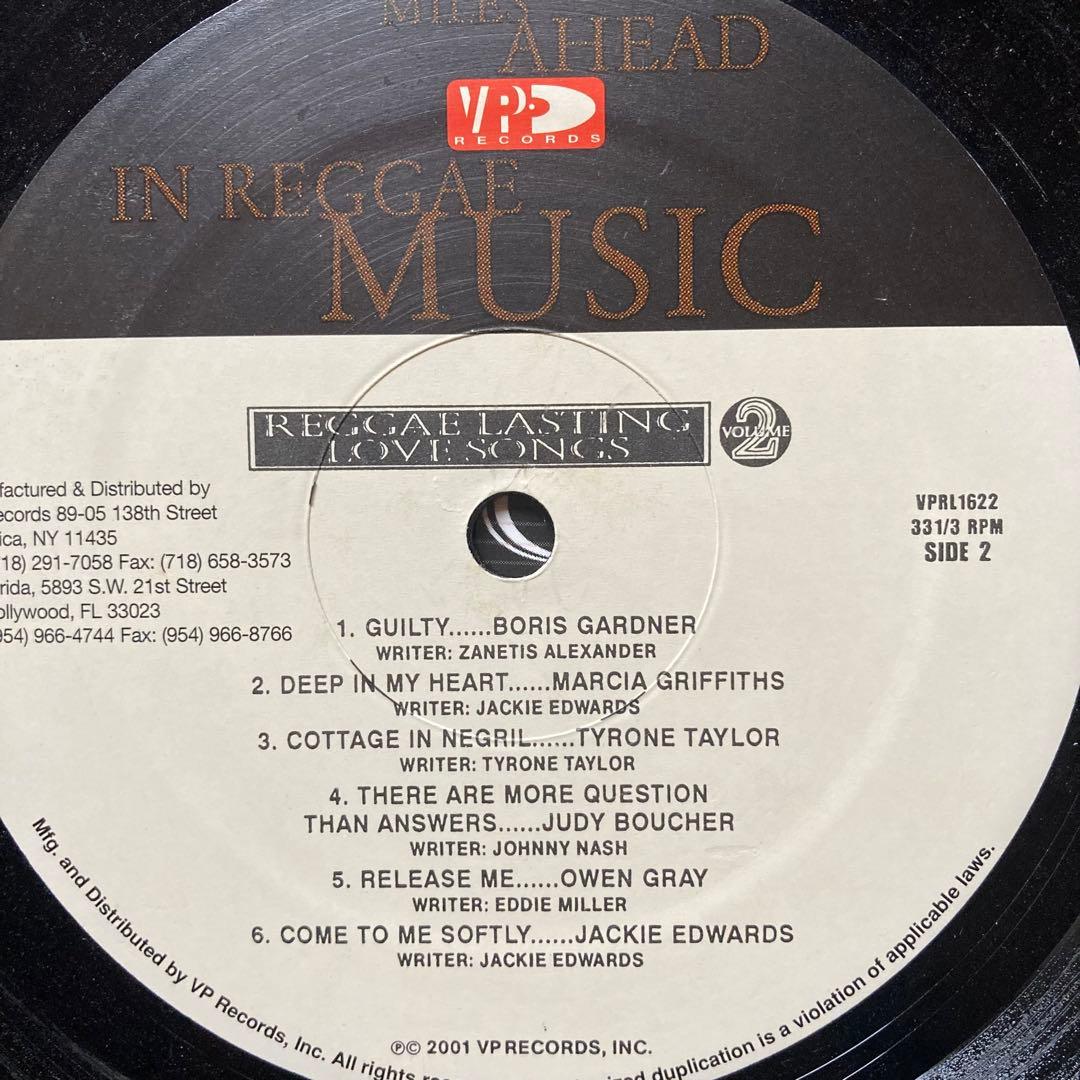 MILES
AHEAD
VP
RECORDS
IN REGGAE
MUSIC
REGGAE LASTING
LOVE SONGS
VOLUME
2
factured & Distributed by
ecords 89-05 138th Street
ica, NY 11435
18) 291-7058 Fax: (718) 658-3573
rida, 5893 S.W. 21st Street
ollywood, FL 33023
954) 966-4744 Fax: (954) 966-8766
VPRL1622
331/3 RPM
SIDE 2
1. GUILTY......BORIS GARDNER
WRITER: ZANETIS ALEXANDER
2. DEEP IN MY HEART......MARCIA GRIFFITHS
WRITER: JACKIE EDWARDS
3. COTTAGE IN NEGRIL......TYRONE TAYLOR
WRITER: TYRONE TAYLOR
4. THERE ARE MORE QUESTION
THAN ANSWERS......JUDY BOUCHER
WRITER: JOHNNY NASH
5. RELEASE ME......OWEN GRAY
WRITER: EDDIE MILLER
6. COME TO ME SOFTLY......JACKIE EDWARDS
WRITER: JACKIE EDWARDS
℗© 2001 VP RECORDS, INC.
Mfg. and Distributed by VP Records, Inc. All rights duplication is a violation of applicable laws.